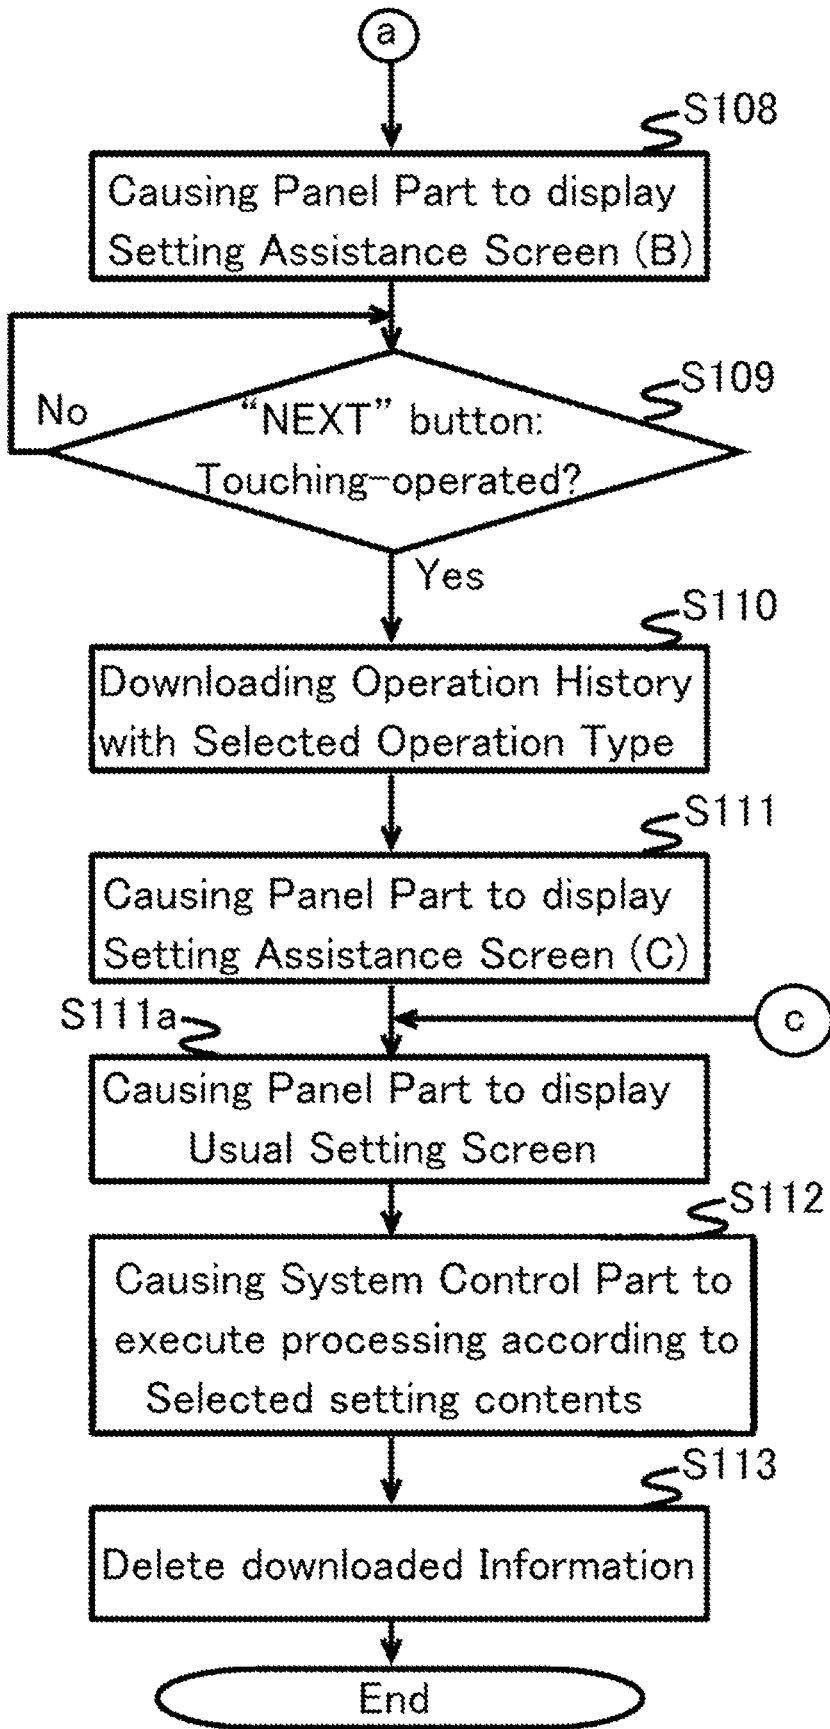 a
S108
Causing Panel Part to display
Setting Assistance Screen (B)
S109
No
“NEXT” button:
Touching-operated?
Yes
S110
Downloading Operation History
with Selected Operation Type
S111
Causing Panel Part to display
Setting Assistance Screen (C)
S111a
c
Causing Panel Part to display
Usual Setting Screen
S112
Causing System Control Part to
execute processing according to
Selected setting contents
S113
Delete downloaded Information
End